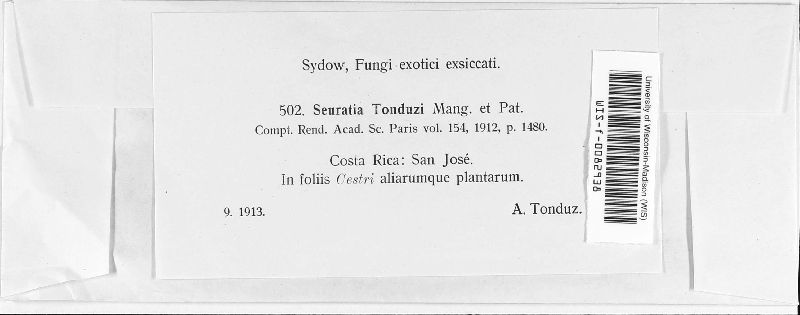 Sydow, Fungi exotici exsiccati.
502. Seuratia Tonduzi Mang. et Pat.
Compt. Rend. Acad. Sc. Paris vol. 154, 1912, p. 1480.
Costa Rica: San José.
In foliis Cestri aliarumque plantarum.
9. 1913.
A. Tonduz.
University of Wisconsin-Madison (WIS)
WIS-f-0082938